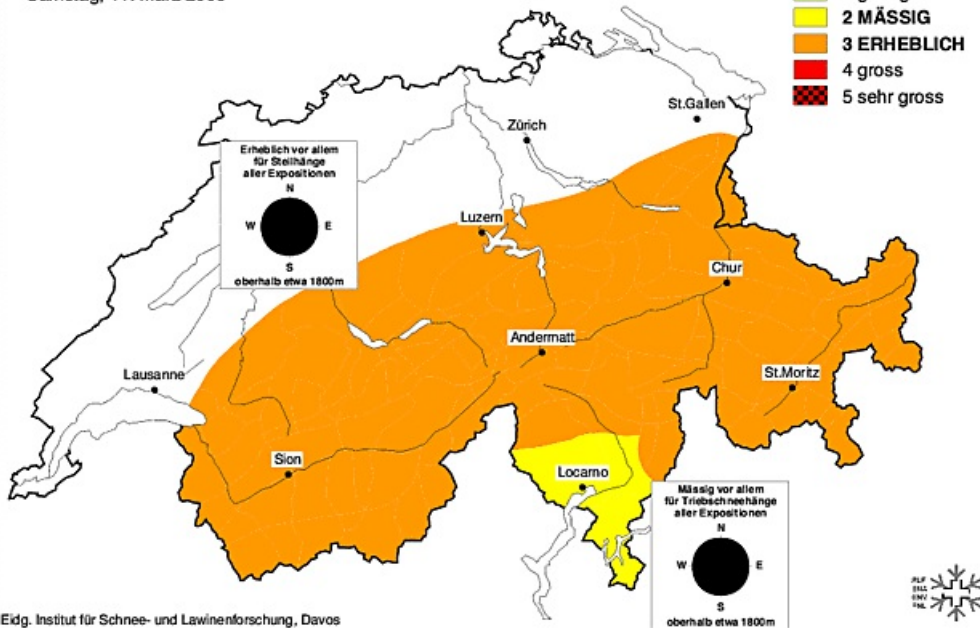 2 MÄSSIG
3 ERHEBLICH
4 gross
5 sehr gross
St.Gallen
Zürich
Erheblich vor allem
für Steilhänge
aller Expositionen
N
W E
S
oberhalb etwa 1800m
Luzern
Chur
Andermatt
Lausanne
St.Moritz
Sion
Locarno
Mässig vor allem
für Triebschneehänge
aller Expositionen
N
W E
S
oberhalb etwa 1800m
Eidg. Institut für Schnee- und Lawinenforschung, Davos